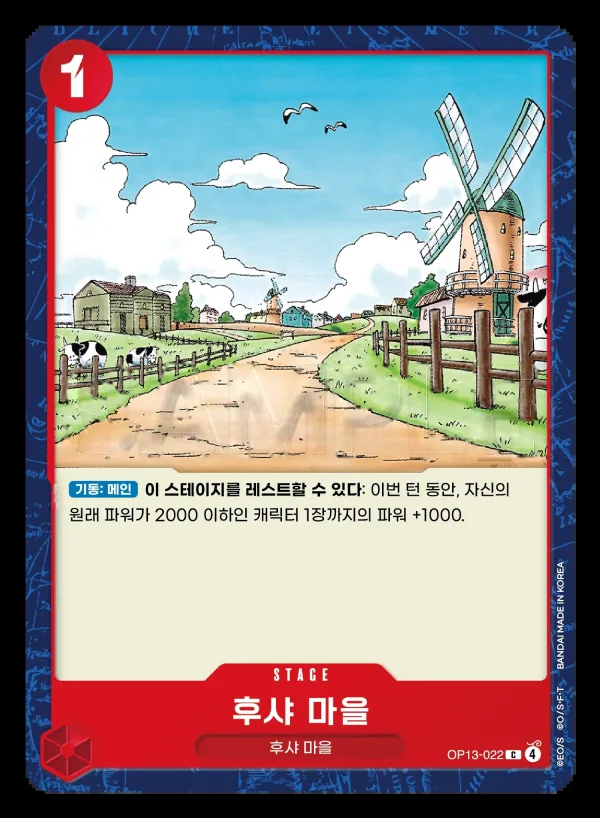 1
SAMPLE
기동: 메인 이 스테이지를 레스트할 수 있다: 이번 턴 동안, 자신의
원래 파워가 2000 이하인 캐릭터 1장까지의 파워 +1000.
STAGE
후샤 마을
후샤 마을
OP13-022 C 4
©EO/S ©O/S·F·T BANDAI MADE IN KOREA